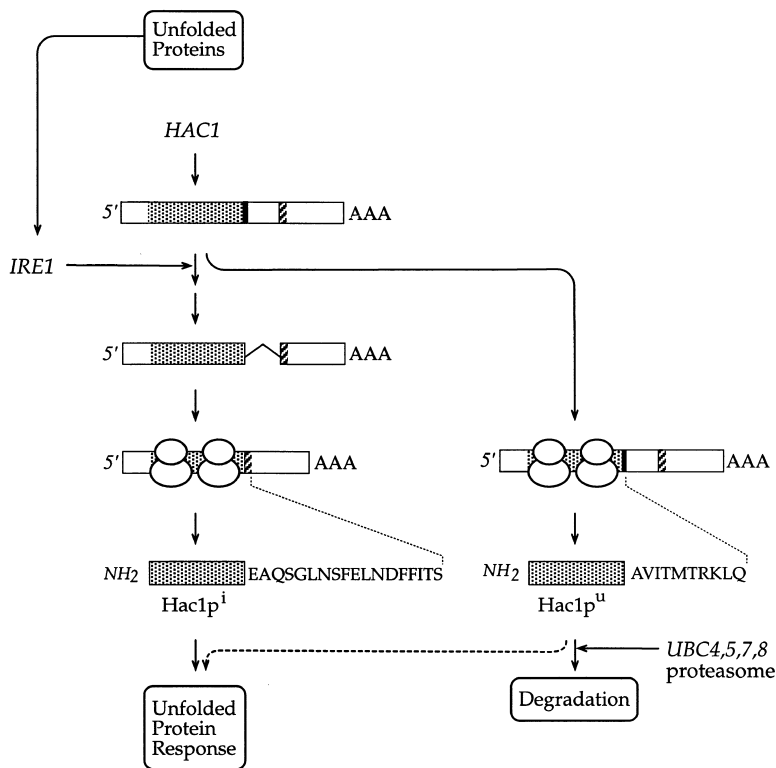 Unfolded
Proteins
HAC1
5' AAA
IRE1
5' AAA
5' AAA
5' AAA
NH2 EAQSGLNSFELNDFFITS
NH2 AVITMTRKLQ
Hac1pi
Hac1pu
UBC4,5,7,8
proteasome
Unfolded
Protein
Response
Degradation